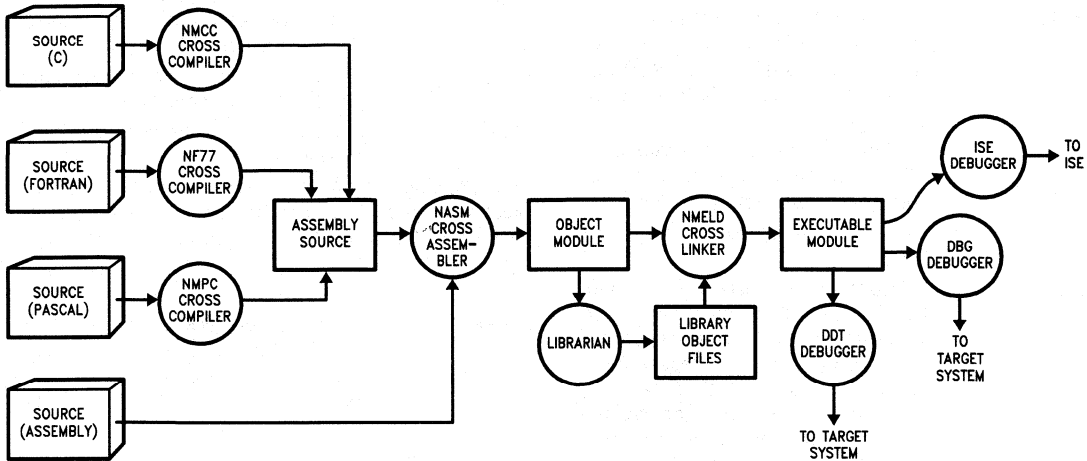 SOURCE
(C)
NMCC
CROSS
COMPILER
SOURCE
(FORTRAN)
NF77
CROSS
COMPILER
SOURCE
(PASCAL)
NMPC
CROSS
COMPILER
SOURCE
(ASSEMBLY)
ASSEMBLY
SOURCE
NASM
CROSS
ASSEM-
BLER
OBJECT
MODULE
LIBRARIAN
LIBRARY
OBJECT
FILES
NMELD
CROSS
LINKER
EXECUTABLE
MODULE
ISE
DEBUGGER
TO
ISE
DBG
DEBUGGER
TO
TARGET
SYSTEM
DDT
DEBUGGER
TO TARGET
SYSTEM